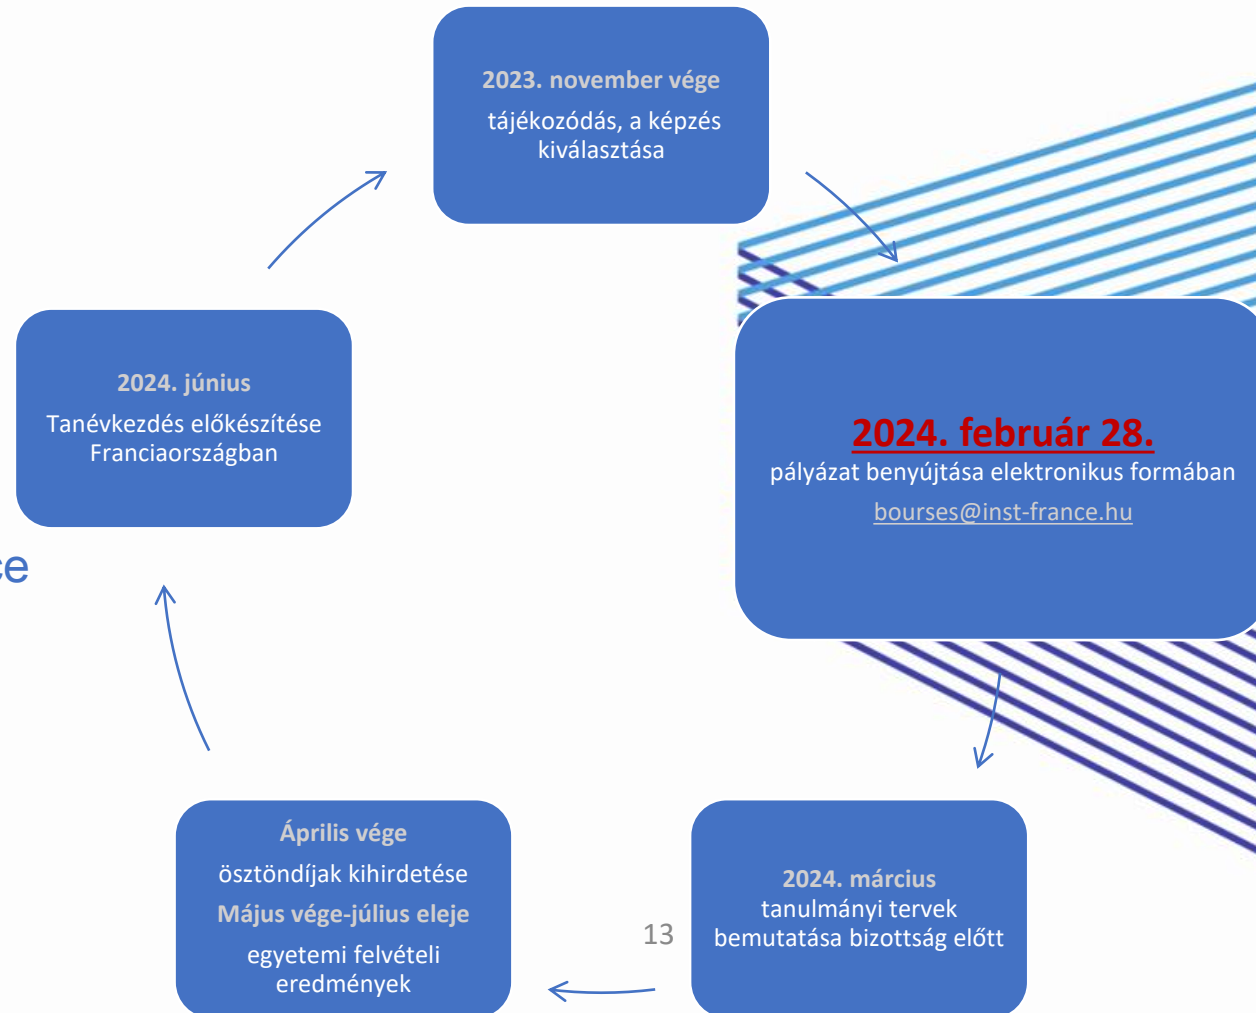 2023. november vége
tájékozódás, a képzés
kiválasztása
2024. február 28.
pályázat benyújtása elektronikus formában
bourses@inst-france.hu
2024. március
tanulmányi tervek
bemutatása bizottság előtt
Április vége
ösztöndíjak kihirdetése
Május vége-július eleje
egyetemi felvételi
eredmények
2024. június
Tanévkezdés előkészítése
Franciaországban
ce
13